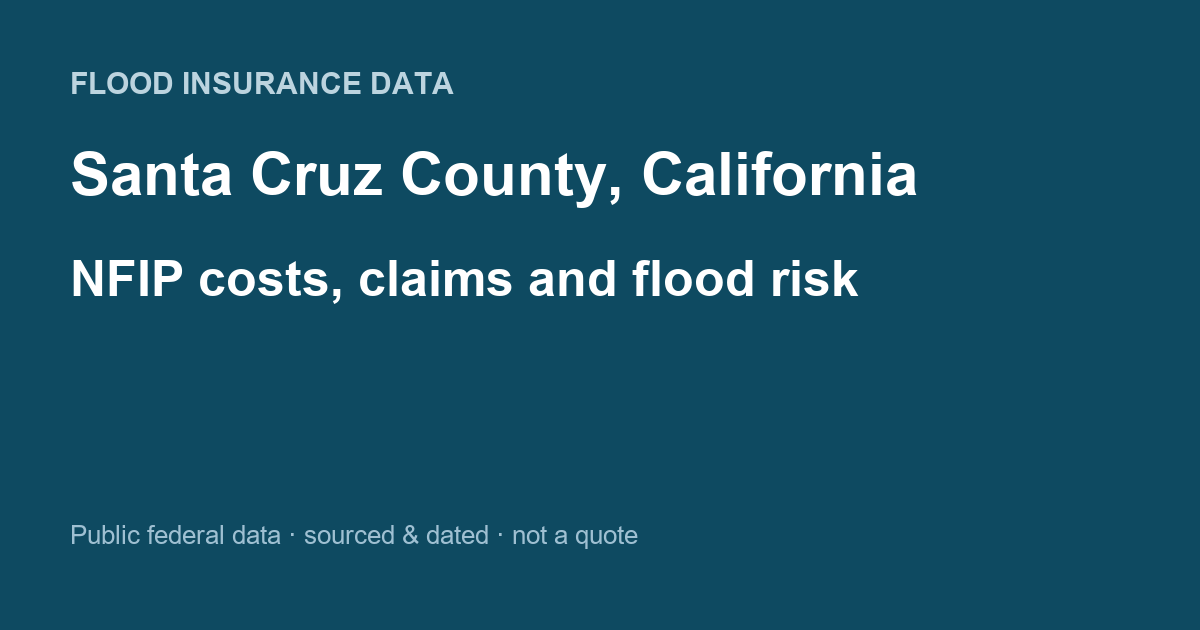 FLOOD INSURANCE DATA
Santa Cruz County, California
NFIP costs, claims and flood risk
Public federal data · sourced & dated · not a quote